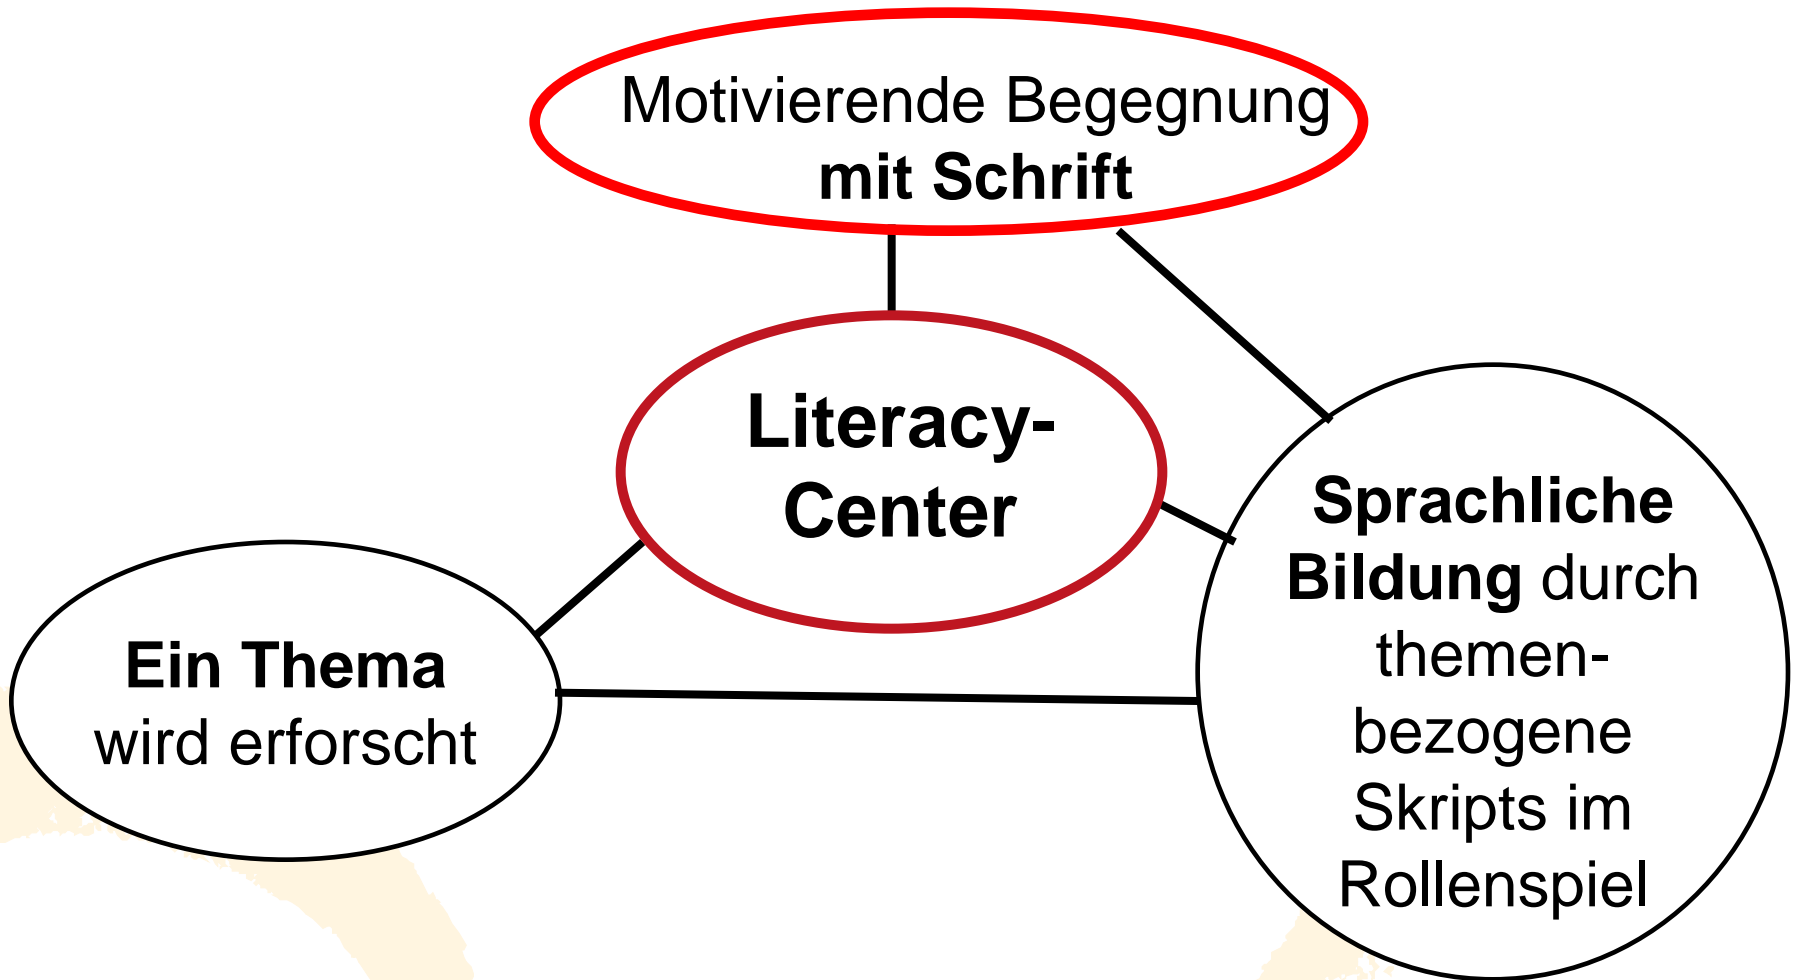 Motivierende Begegnung
mit Schrift
Literacy-
Center
Ein Thema
wird erforscht
Sprachliche
Bildung durch
themen-
bezogene
Skripts im
Rollenspiel